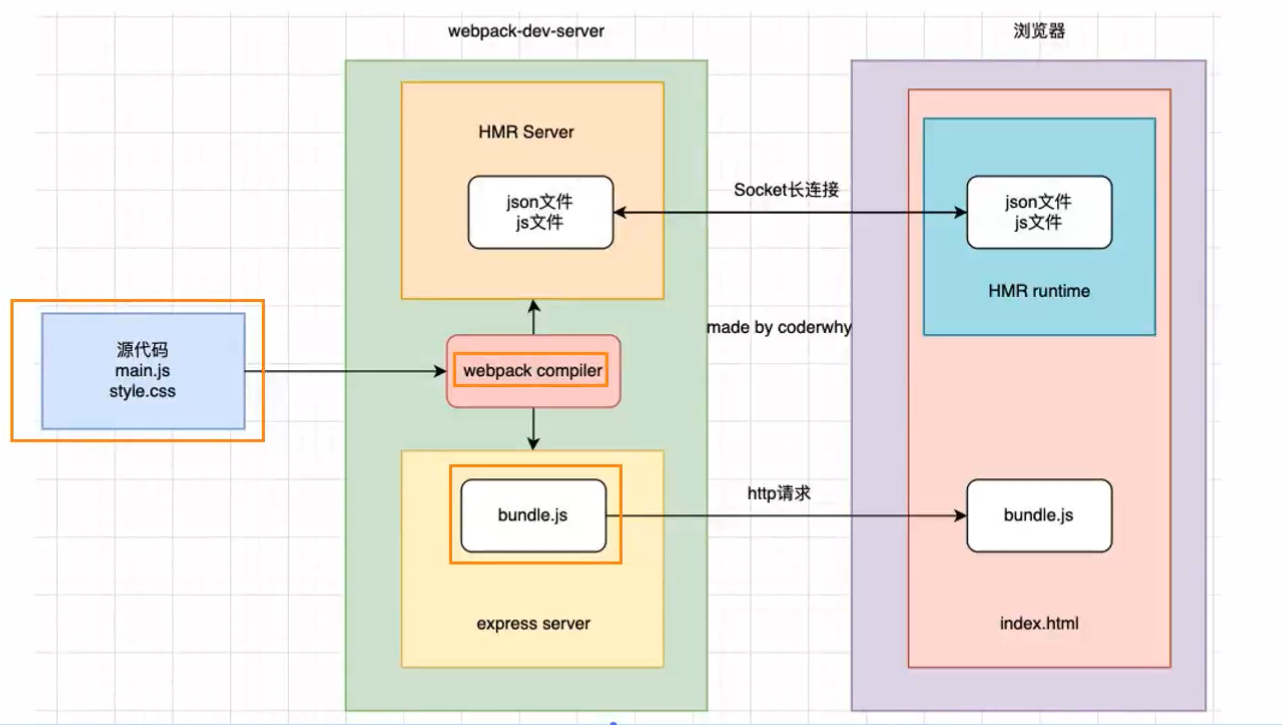 webpack-dev-server
浏览器
HMR Server
json文件
js文件
Socket长连接
json文件
js文件
HMR runtime
made by coderwhy
源代码
main.js
style.css
webpack compiler
bundle.js
http请求
bundle.js
express server
index.html